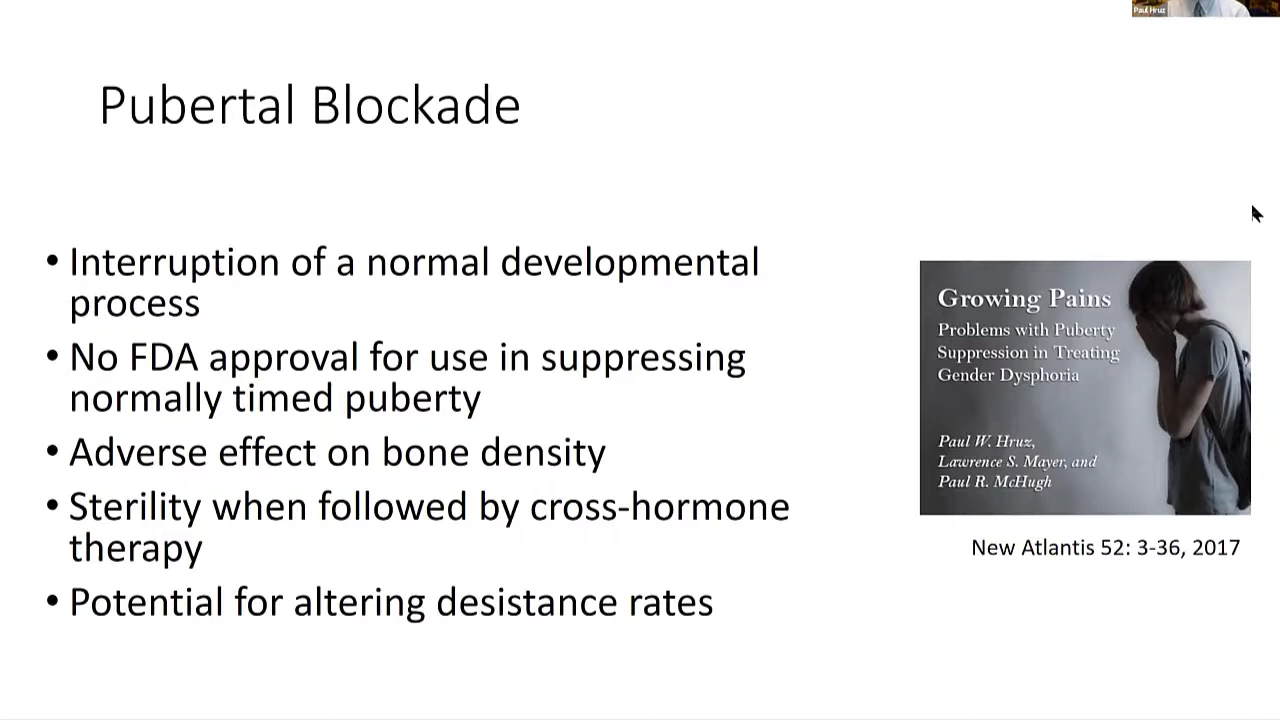 Paul Hruz
Pubertal Blockade
• Interruption of a normal developmental
process
• No FDA approval for use in suppressing
normally timed puberty
• Adverse effect on bone density
• Sterility when followed by cross-hormone
therapy
• Potential for altering desistance rates
Growing Pains
Problems with Puberty
Suppression in Treating
Gender Dysphoria
Paul W. Hruz,
Lawrence S. Mayer, and
Paul R. McHugh
New Atlantis 52: 3-36, 2017